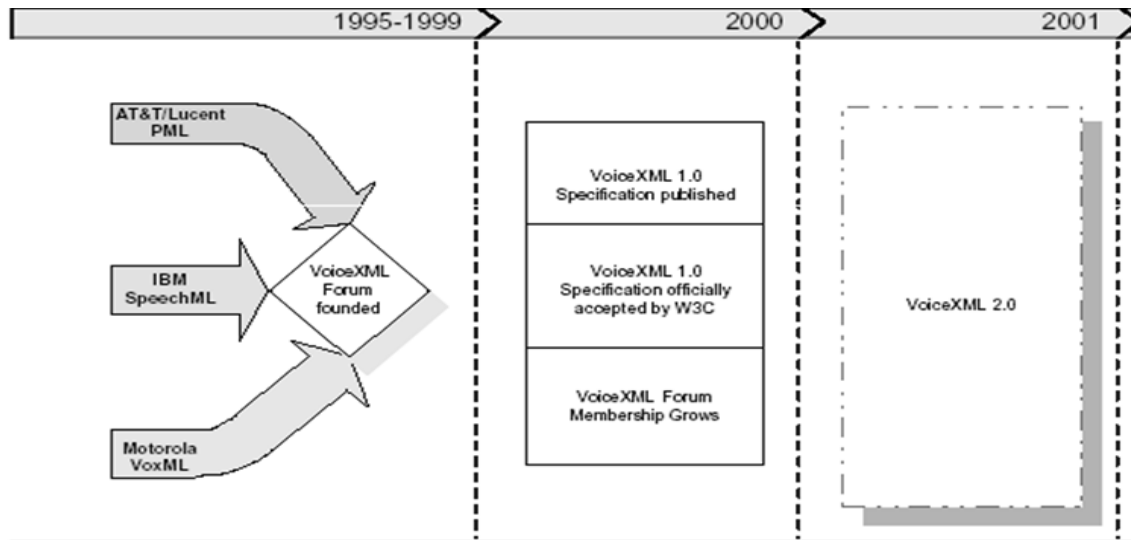 1995-1999
2000
2001
AT&T/Lucent
PML
IBM
SpeechML
Motorola
VoxML
VoiceXML
Forum
founded
VoiceXML 1.0
Specification published
VoiceXML 1.0
Specification officially
accepted by W3C
VoiceXML Forum
Membership Grows
VoiceXML 2.0